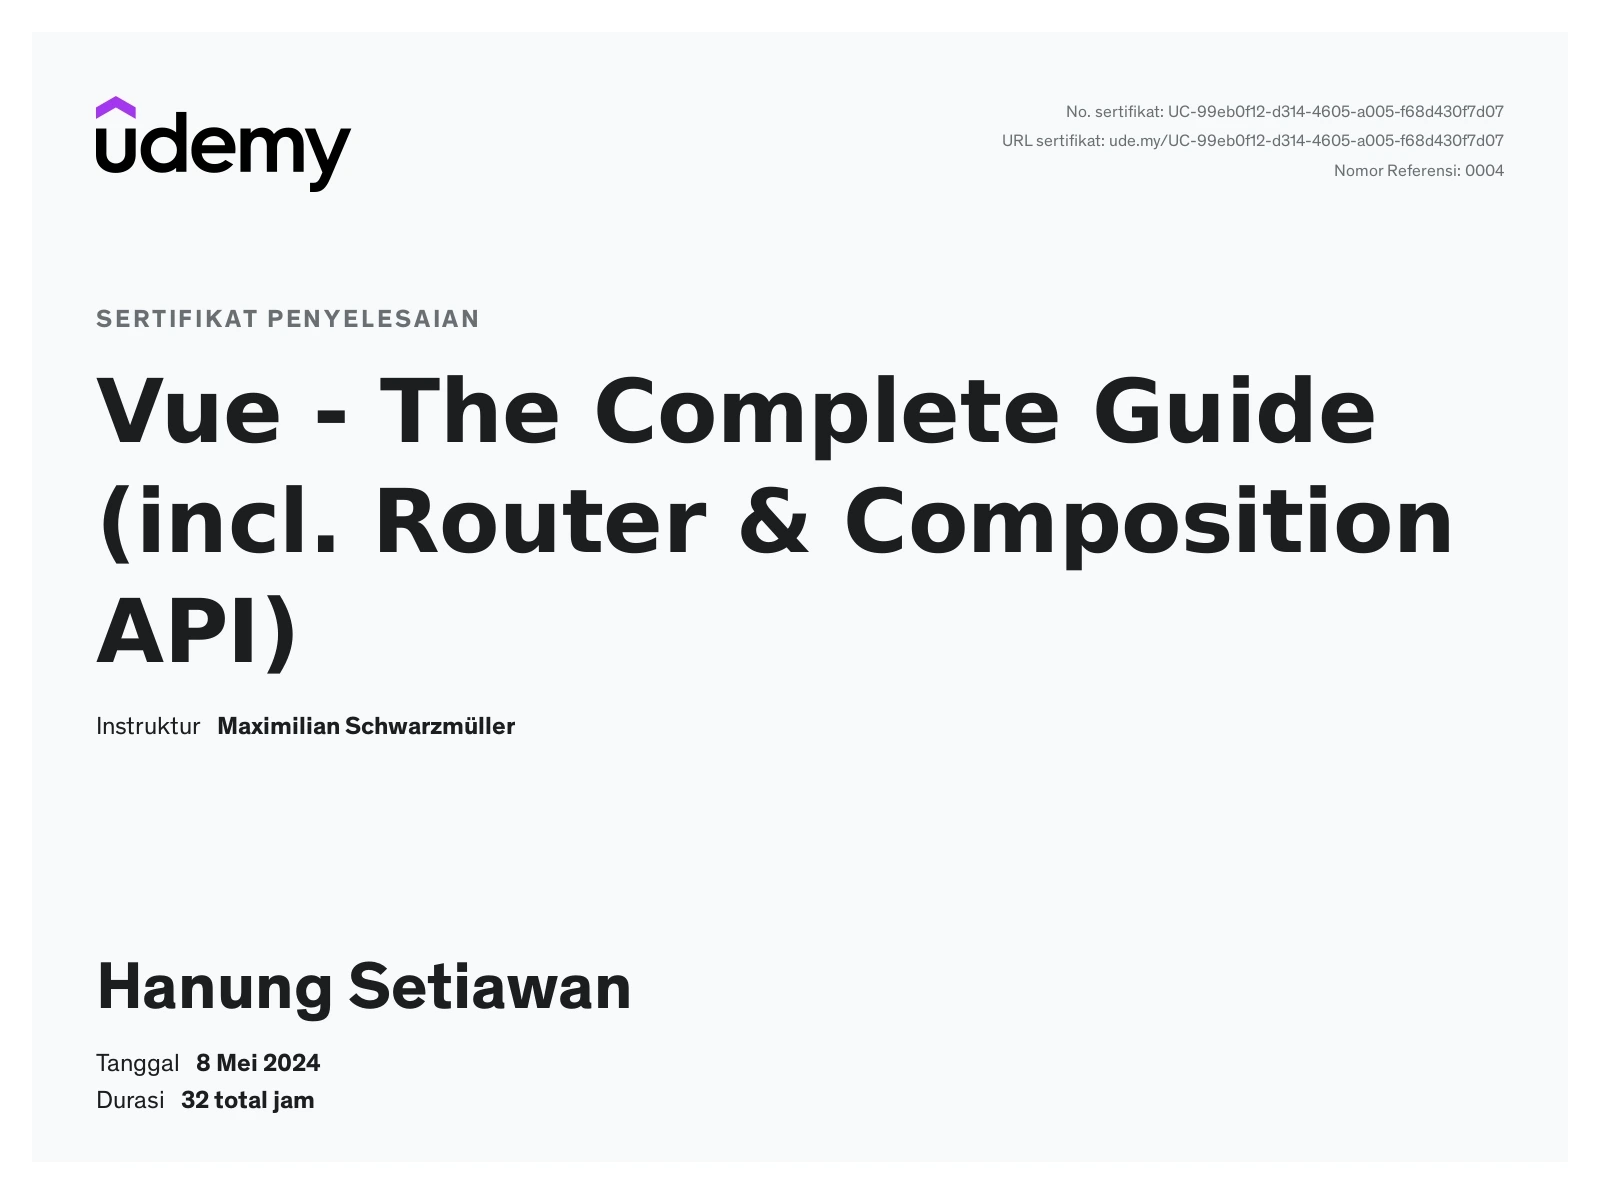 udemy
No. sertifikat: UC-99eb0f12-d314-4605-a005-f68d430f7d07
URL sertifikat: ude.my/UC-99eb0f12-d314-4605-a005-f68d430f7d07
Nomor Referensi: 0004
SERTIFIKAT PENYELESAIAN
Vue - The Complete Guide
(incl. Router & Composition
API)
Instruktur Maximilian Schwarzmüller
Hanung Setiawan
Tanggal 8 Mei 2024
Durasi 32 total jam